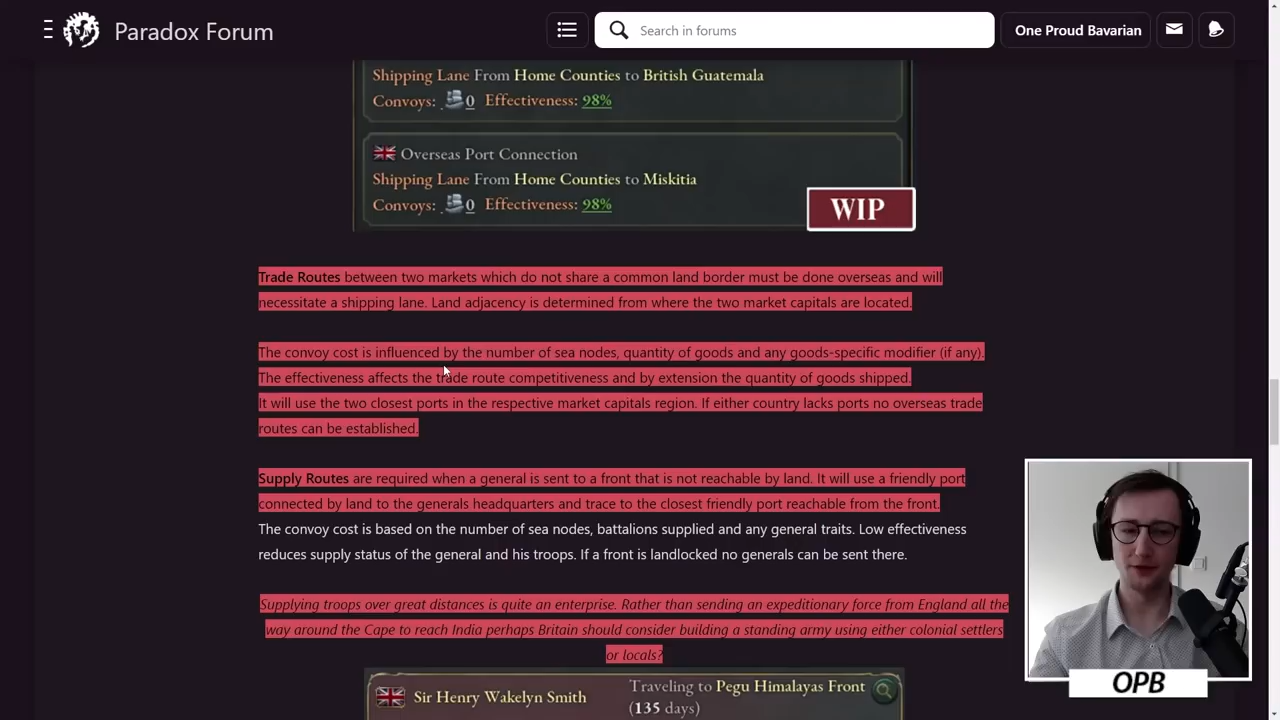 Paradox Forum
Search in forums
One Proud Bavarian
Shipping Lane From Home Counties to British Guatemala
Convoys: 0 Effectiveness: 98%
Overseas Port Connection
Shipping Lane From Home Counties to Miskitia
Convoys: 0 Effectiveness: 98%
WIP
Trade Routes between two markets which do not share a common land border must be done overseas and will
necessitate a shipping lane. Land adjacency is determined from where the two market capitals are located.
The convoy cost is influenced by the number of sea nodes, quantity of goods and any goods-specific modifier (if any).
The effectiveness affects the trade route competitiveness and by extension the quantity of goods shipped.
It will use the two closest ports in the respective market capitals region. If either country lacks ports no overseas trade
routes can be established.
Supply Routes are required when a general is sent to a front that is not reachable by land. It will use a friendly port
connected by land to the generals headquarters and trace to the closest friendly port reachable from the front.
The convoy cost is based on the number of sea nodes, battalions supplied and any general traits. Low effectiveness
reduces supply status of the general and his troops. If a front is landlocked no generals can be sent there.
Supplying troops over great distances is quite an enterprise. Rather than sending an expeditionary force from England all the
way around the Cape to reach India perhaps Britain should consider building a standing army using either colonial settlers
or locals?
Sir Henry Wakelyn Smith
Traveling to Pegu Himalayas Front
(135 days)
OPB